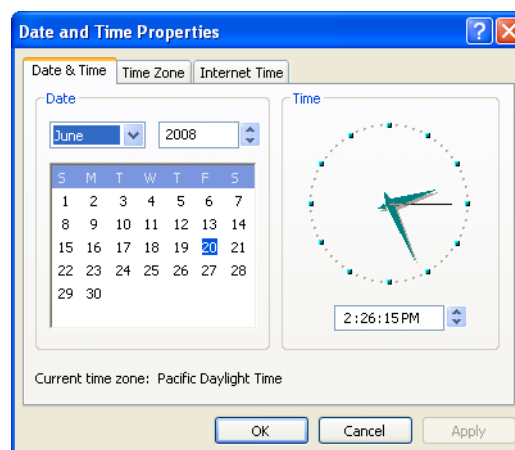 Date and Time Properties
Date & Time Time Zone Internet Time
Date
June 2008
S M T W T F S
1 2 3 4 5 6 7
8 9 10 11 12 13 14
15 16 17 18 19 20 21
22 23 24 25 26 27 28
29 30
Time
2:26:15 PM
Current time zone: Pacific Daylight Time
OK Cancel Apply